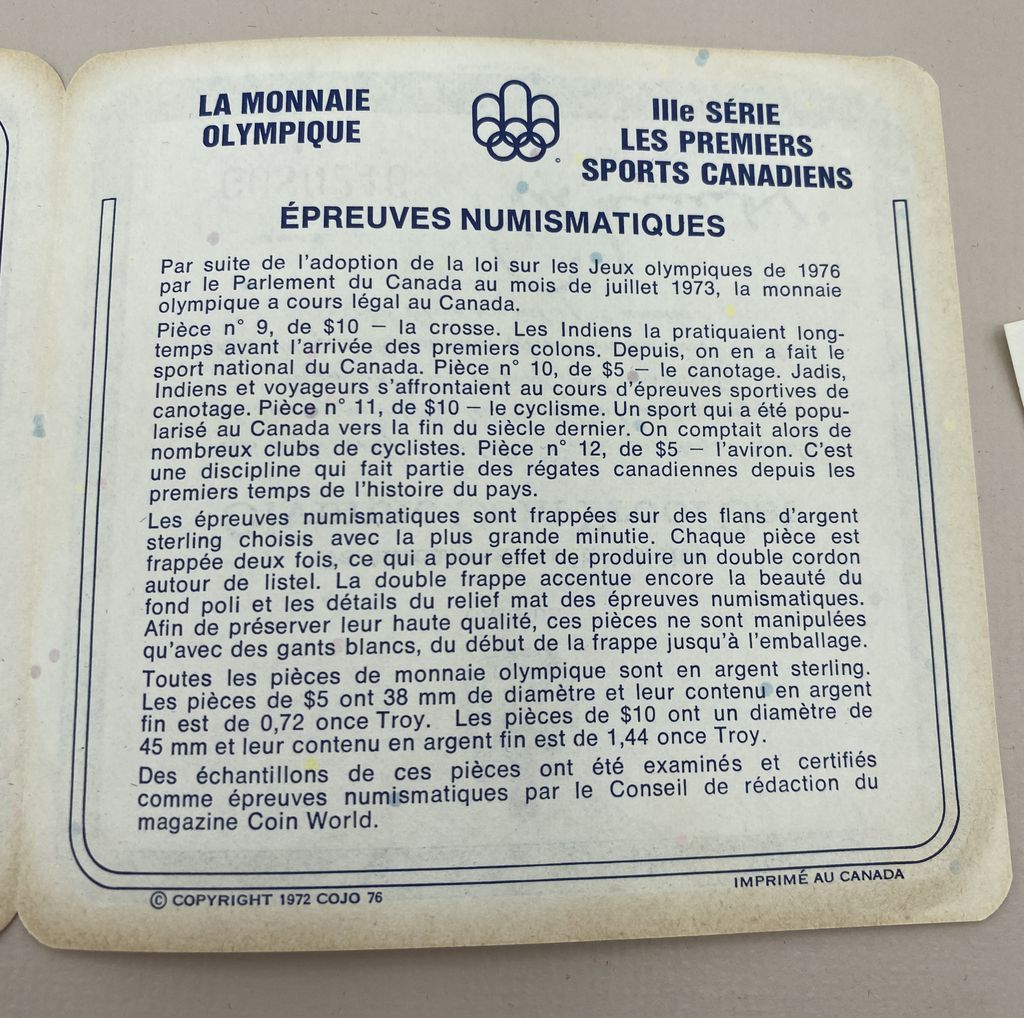 LA MONNAIE
OLYMPIQUE
IIIe SÉRIE
LES PREMIERS
SPORTS CANADIENS
ÉPREUVES NUMISMATIQUES
Par suite de l'adoption de la loi sur les Jeux olympiques de 1976
par le Parlement du Canada au mois de juillet 1973, la monnaie
olympique a cours légal au Canada.
Pièce n° 9, de $10 — la crosse. Les Indiens la pratiquaient long-
temps avant l'arrivée des premiers colons. Depuis, on en a fait le
sport national du Canada. Pièce n° 10, de $5 — le canotage. Jadis,
Indiens et voyageurs s'affrontaient au cours d'épreuves sportives de
canotage. Pièce n° 11, de $10 — le cyclisme. Un sport qui a été popu-
larisé au Canada vers la fin du siècle dernier. On comptait alors de
nombreux clubs de cyclistes. Pièce n° 12, de $5 — l'aviron. C'est
une discipline qui fait partie des régates canadiennes depuis les
premiers temps de l'histoire du pays.
Les épreuves numismatiques sont frappées sur des flans d'argent
sterling choisis avec la plus grande minutie. Chaque pièce est
frappée deux fois, ce qui a pour effet de produire un double cordon
autour de listel. La double frappe accentue encore la beauté du
fond poli et les détails du relief mat des épreuves numismatiques.
Afin de préserver leur haute qualité, ces pièces ne sont manipulées
qu'avec des gants blancs, du début de la frappe jusqu'à l'emballage.
Toutes les pièces de monnaie olympique sont en argent sterling.
Les pièces de $5 ont 38 mm de diamètre et leur contenu en argent
fin est de 0,72 once Troy. Les pièces de $10 ont un diamètre de
45 mm et leur contenu en argent fin est de 1,44 once Troy.
Des échantillons de ces pièces ont été examinés et certifiés
comme épreuves numismatiques par le Conseil de rédaction du
magazine Coin World.
© COPYRIGHT 1972 COJO 76
IMPRIMÉ AU CANADA